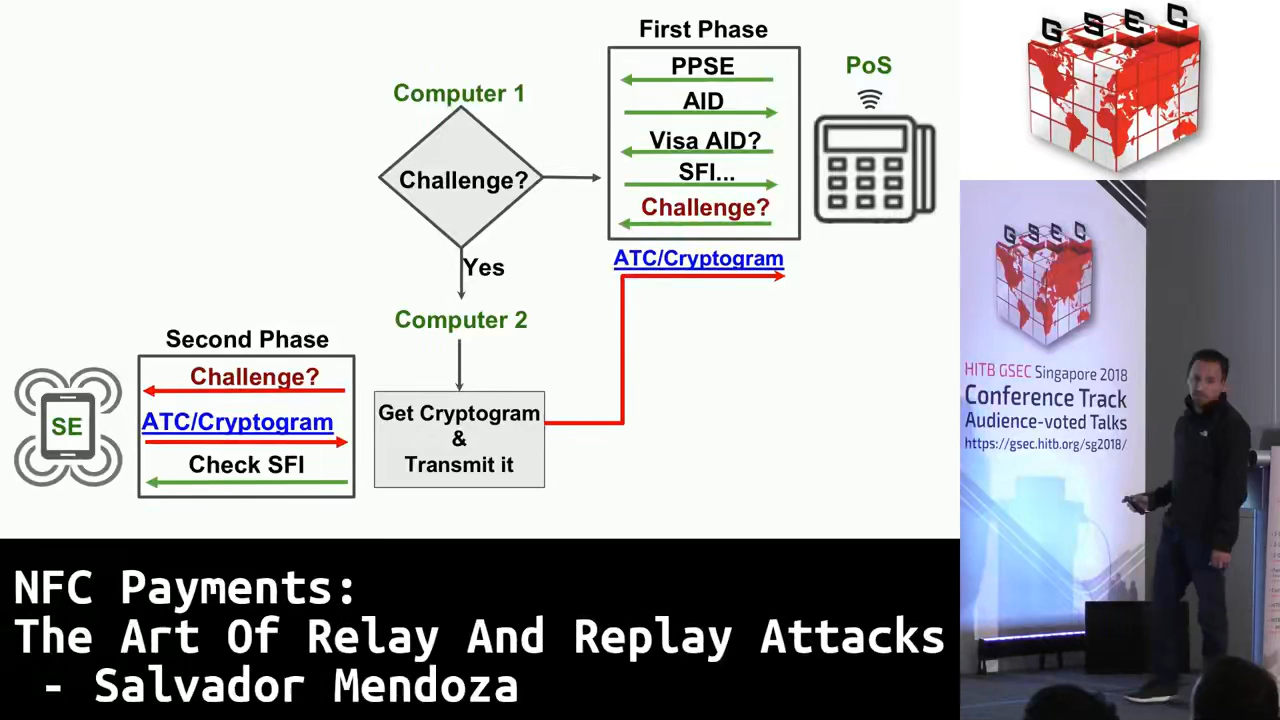 First Phase
PPSE
AID
Visa AID?
SFI...
Challenge?
PoS
Computer 1
Challenge?
Yes
ATC/Cryptogram
Computer 2
Get Cryptogram
&
Transmit it
Second Phase
Challenge?
ATC/Cryptogram
Check SFI
SE
GSEC
GSEC
HITB GSEC Singapore 2018
Conference Track
Audience-voted Talks
https://gsec.hitb.org/sg2018/
NFC Payments:
The Art Of Relay And Replay Attacks
- Salvador Mendoza